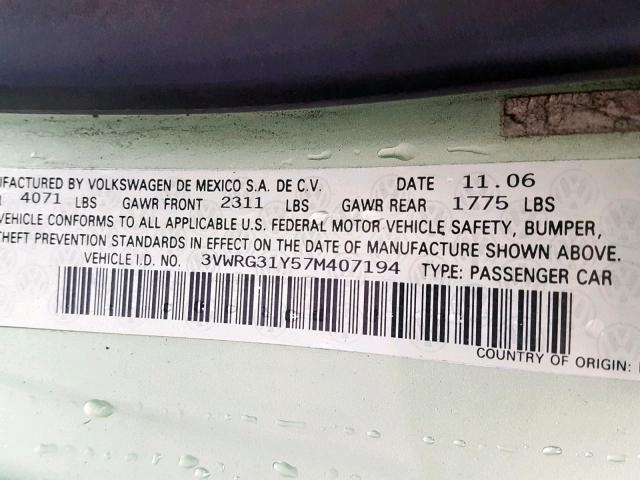 MANUFACTURED BY VOLKSWAGEN DE MEXICO S.A. DE C.V. DATE 11.06
4071 LBS GAWR FRONT 2311 LBS GAWR REAR 1775 LBS
VEHICLE CONFORMS TO ALL APPLICABLE U.S. FEDERAL MOTOR VEHICLE SAFETY, BUMPER,
THEFT PREVENTION STANDARDS IN EFFECT ON THE DATE OF MANUFACTURE SHOWN ABOVE.
VEHICLE I.D. NO. 3VWRG31Y57M407194 TYPE: PASSENGER CAR
COUNTRY OF ORIGIN: